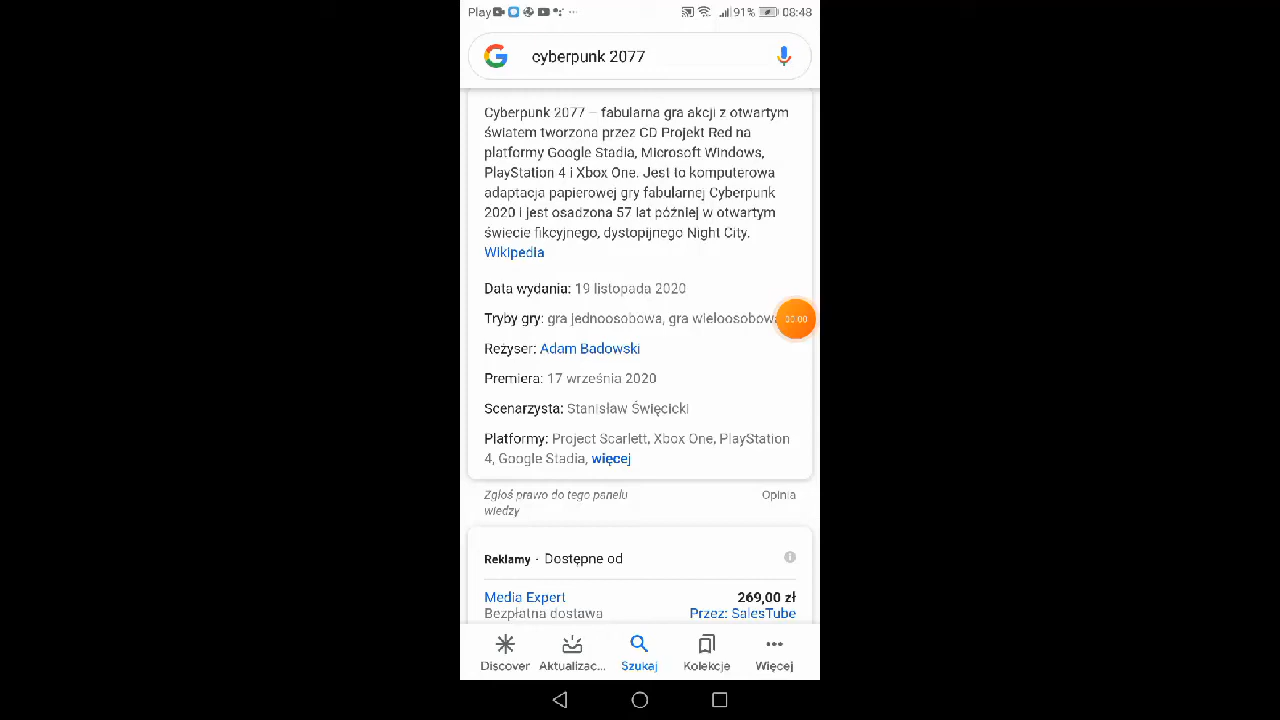 Play 91% 08:48
cyberpunk 2077
Cyberpunk 2077 – fabularna gra akcji z otwartym
światem tworzona przez CD Projekt Red na
platformy Google Stadia, Microsoft Windows,
PlayStation 4 i Xbox One. Jest to komputerowa
adaptacja papierowej gry fabularnej Cyberpunk
2020 i jest osadzona 57 lat później w otwartym
świecie fikcyjnego, dystopijnego Night City.
Wikipedia
Data wydania: 19 listopada 2020
Tryby gry: gra jednoosobowa, gra wieloosobowa
00:00
Reżyser: Adam Badowski
Premiera: 17 września 2020
Scenarzysta: Stanisław Święcicki
Platformy: Project Scarlett, Xbox One, PlayStation
4, Google Stadia, więcej
Zgłoś prawo do tego panelu Opinia
wiedzy
Reklamy · Dostępne od
Media Expert 269,00 zł
Bezpłatna dostawa Przez: SalesTube
Discover Aktualizac... Szukaj Kolekcje Więcej